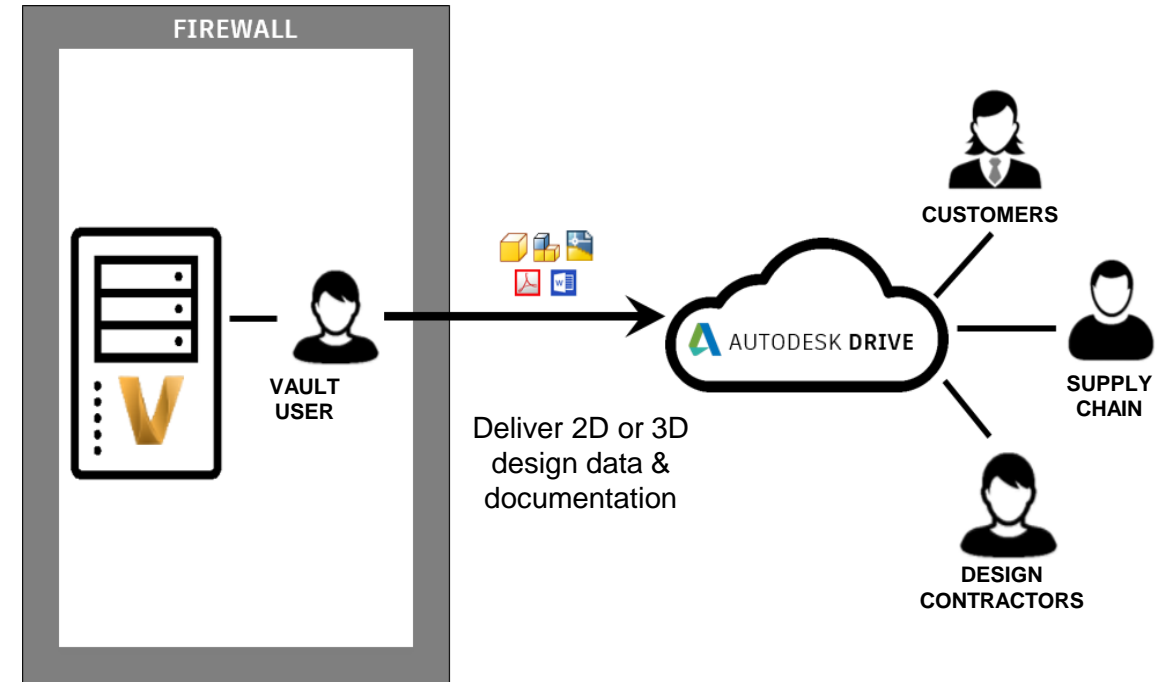 FIREWALL
VAULT
USER
Deliver 2D or 3D
design data &
documentation
AUTODESK DRIVE
CUSTOMERS
SUPPLY
CHAIN
DESIGN
CONTRACTORS